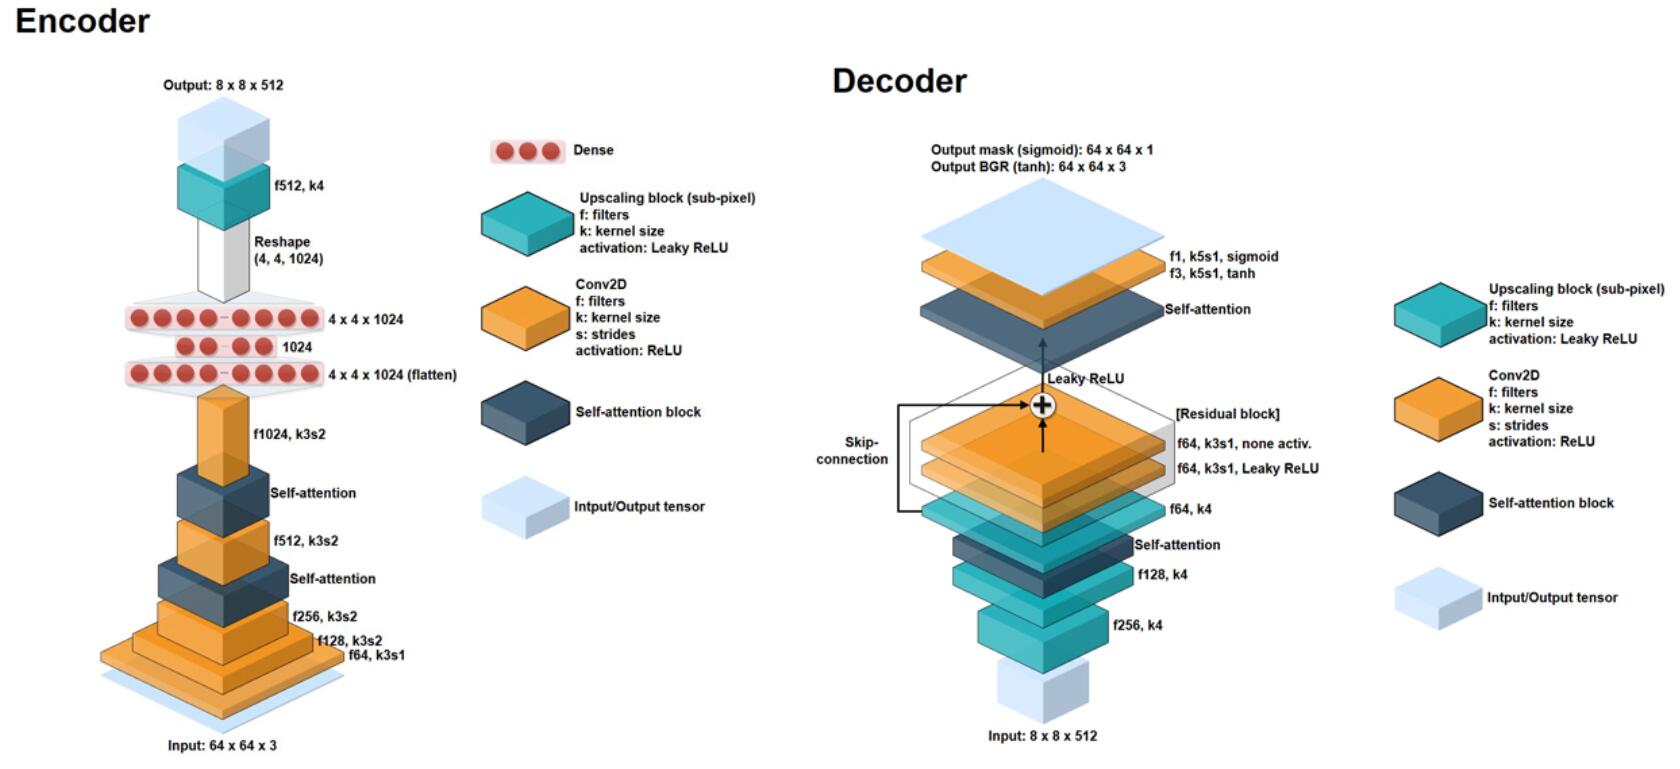 Encoder
Output: 8 x 8 x 512
f512, k4
Reshape
(4, 4, 1024)
4 x 4 x 1024
1024
4 x 4 x 1024 (flatten)
f1024, k3s2
Self-attention
f512, k3s2
Self-attention
f256, k3s2
f128, k3s2
f64, k3s1
Input: 64 x 64 x 3
Dense
Upscaling block (sub-pixel)
f: filters
k: kernel size
activation: Leaky ReLU
Conv2D
f: filters
k: kernel size
s: strides
activation: ReLU
Self-attention block
Intput/Output tensor
Decoder
Output mask (sigmoid): 64 x 64 x 1
Output BGR (tanh): 64 x 64 x 3
f1, k5s1, sigmoid
f3, k5s1, tanh
Self-attention
Leaky ReLU
[Residual block]
Skip-
connection
f64, k3s1, none activ.
f64, k3s1, Leaky ReLU
f64, k4
Self-attention
f128, k4
f256, k4
Input: 8 x 8 x 512
Upscaling block (sub-pixel)
f: filters
k: kernel size
activation: Leaky ReLU
Conv2D
f: filters
k: kernel size
s: strides
activation: ReLU
Self-attention block
Intput/Output tensor